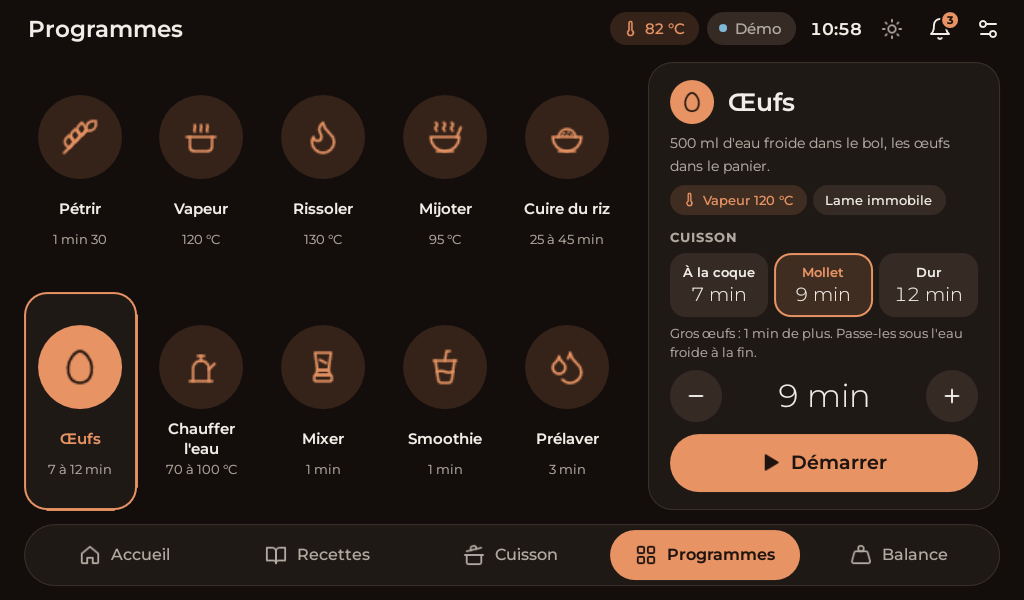 Programmes
82 °C
Démo
10:58
3
Pétrir
1 min 30
Vapeur
120 °C
Rissoler
130 °C
Mijoter
95 °C
Cuire du riz
25 à 45 min
Œufs
7 à 12 min
Chauffer
l'eau
70 à 100 °C
Mixer
1 min
Smoothie
1 min
Prélaver
3 min
Œufs
500 ml d'eau froide dans le bol, les œufs
dans le panier.
Vapeur 120 °C
Lame immobile
CUISSON
À la coque
7 min
Mollet
9 min
Dur
12 min
Gros œufs : 1 min de plus. Passe-les sous l'eau
froide à la fin.
− 9 min +
Démarrer
Accueil
Recettes
Cuisson
Programmes
Balance